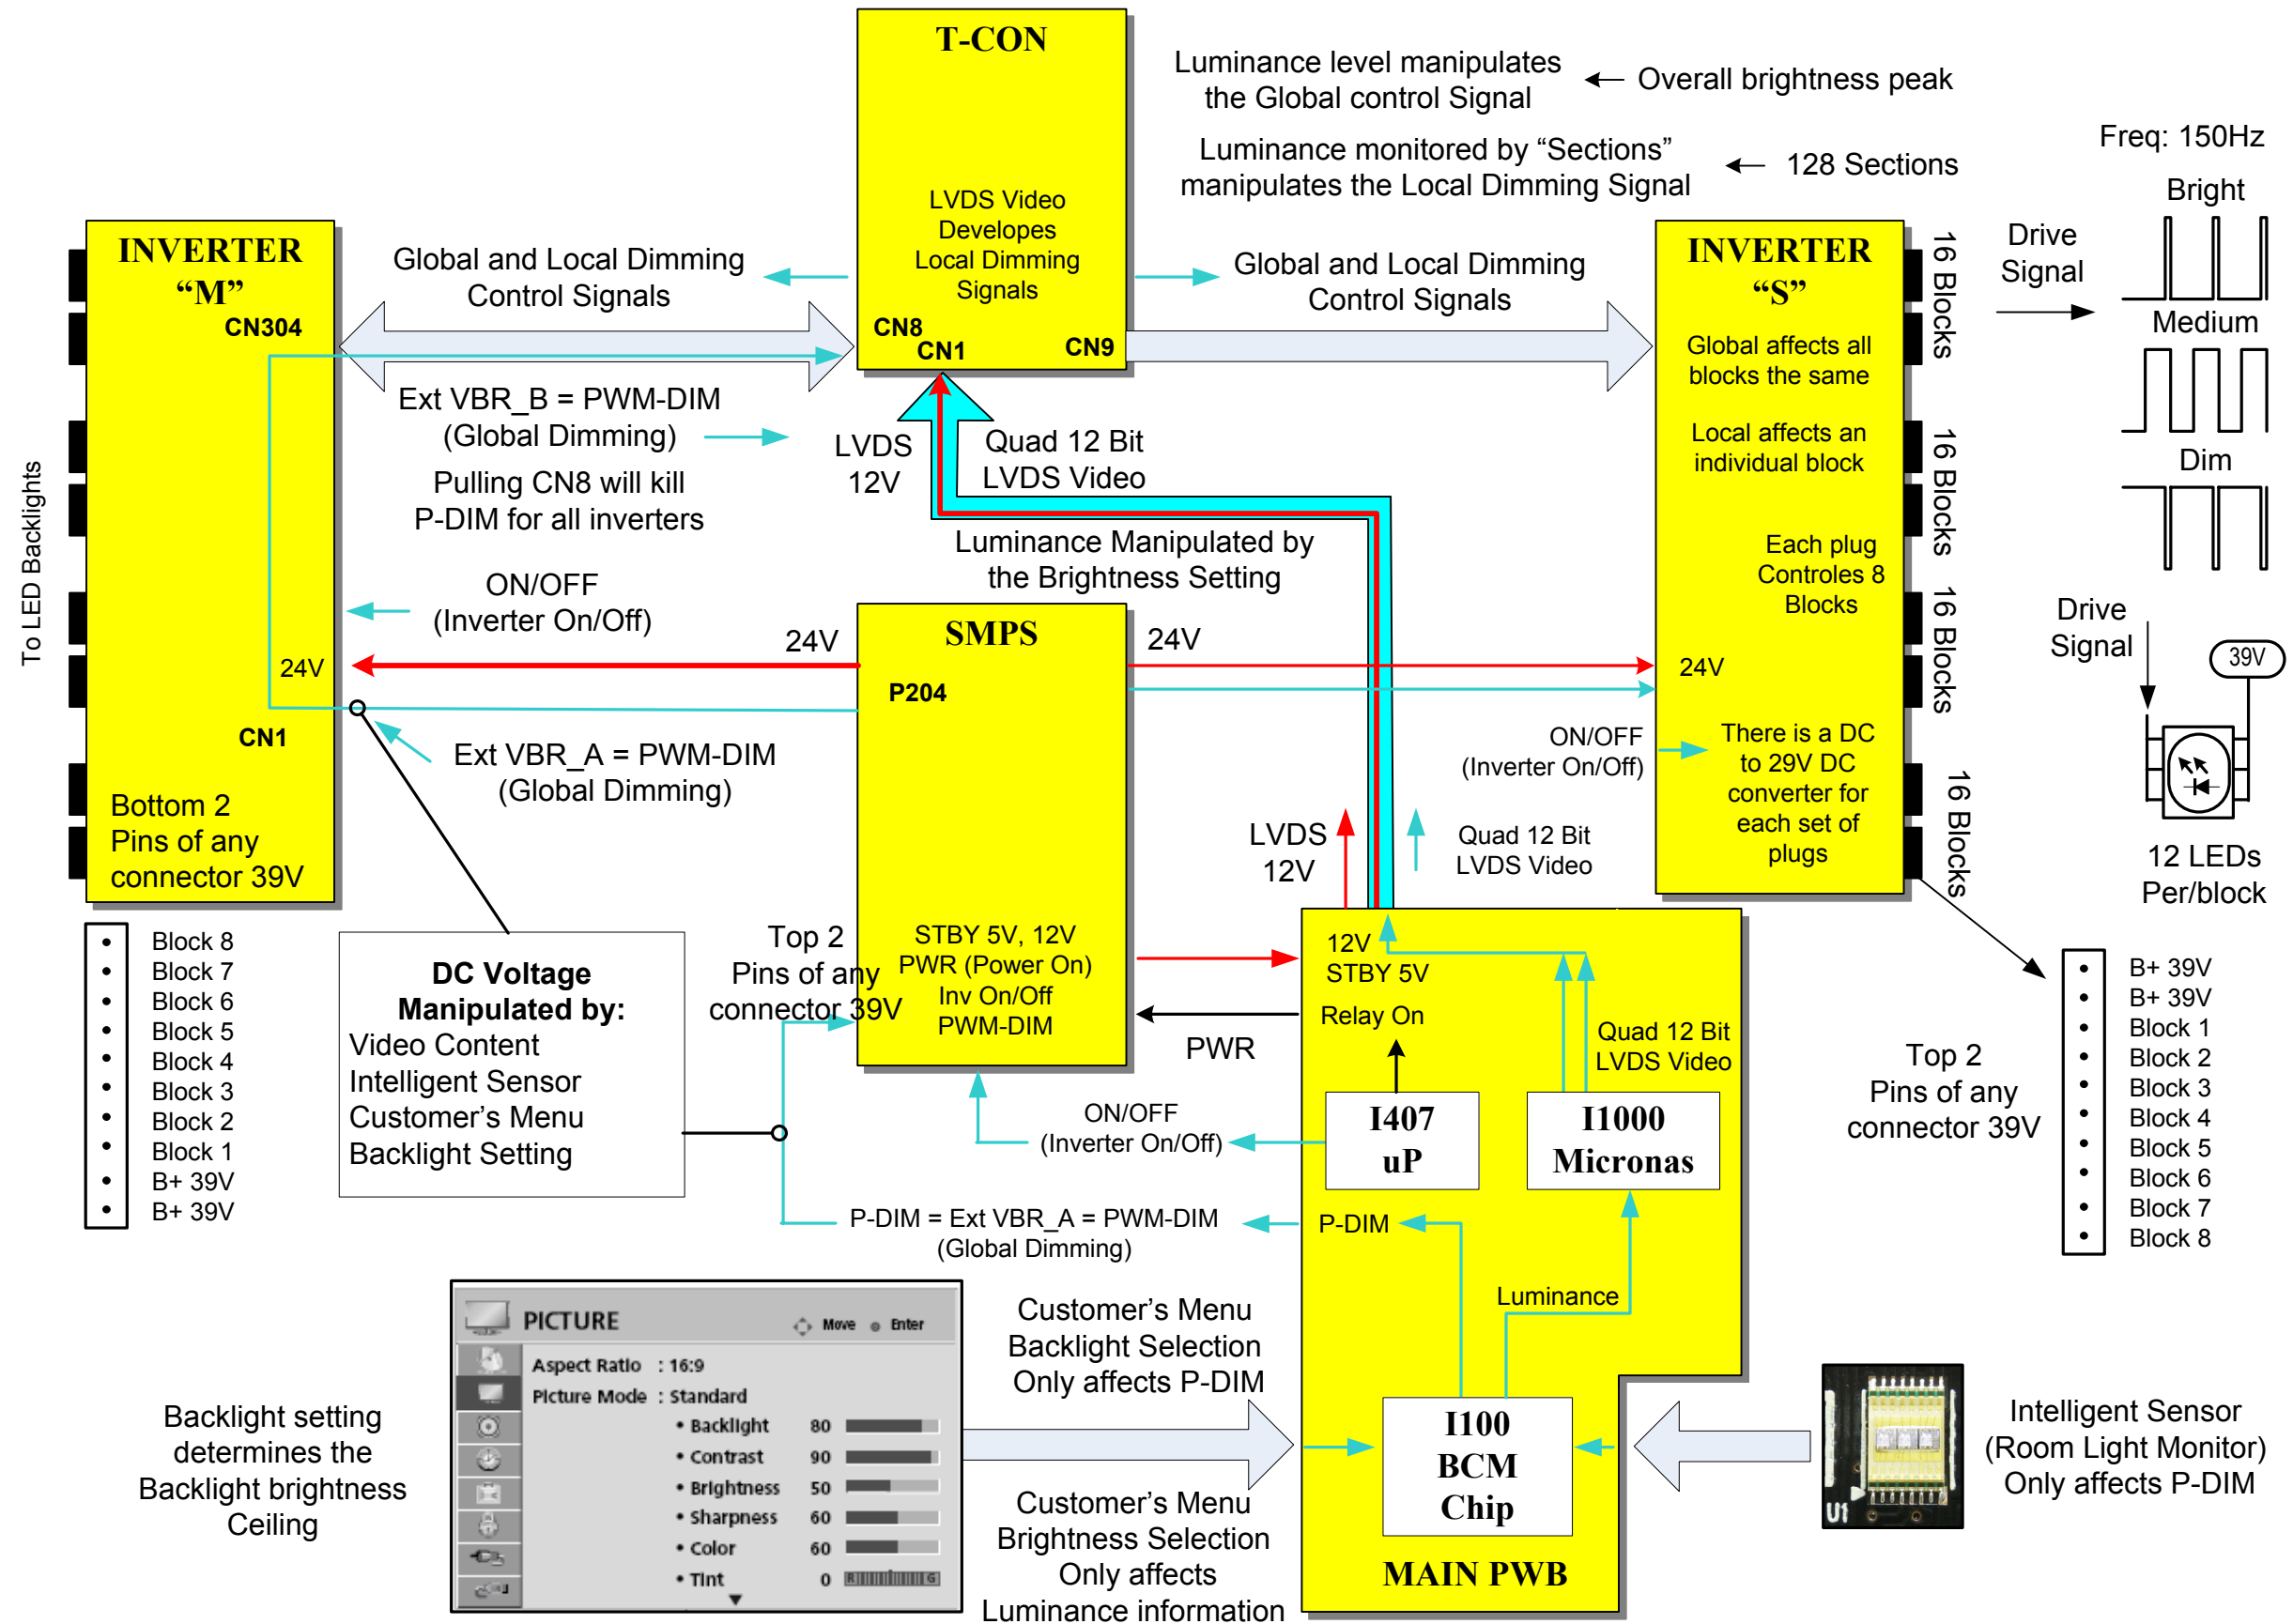 T-CON
LVDS Video
Developes
Local Dimming
Signals
CN8
CN1
CN9
Luminance level manipulates
the Global control Signal
Overall brightness peak
Luminance monitored by “Sections”
manipulates the Local Dimming Signal
128 Sections
Freq: 150Hz
Bright
Medium
Dim
Drive
Signal
To LED Backlights
INVERTER
“M”
CN304
24V
CN1
Bottom 2
Pins of any
connector 39V
Global and Local Dimming
Control Signals
Ext VBR_B = PWM-DIM
(Global Dimming)
Pulling CN8 will kill
P-DIM for all inverters
ON/OFF
(Inverter On/Off)
24V
Ext VBR_A = PWM-DIM
(Global Dimming)
LVDS
12V
Quad 12 Bit
LVDS Video
Luminance Manipulated by
the Brightness Setting
Global and Local Dimming
Control Signals
INVERTER
“S”
Global affects all
blocks the same
Local affects an
individual block
Each plug
Controles 8
Blocks
24V
There is a DC
to 29V DC
converter for
each set of
plugs
16 Blocks
16 Blocks
16 Blocks
16 Blocks
Drive
Signal
39V
12 LEDs
Per/block
SMPS
P204
STBY 5V, 12V
PWR (Power On)
Inv On/Off
PWM-DIM
24V
ON/OFF
(Inverter On/Off)
LVDS
12V
Quad 12 Bit
LVDS Video
Block 8
Block 7
Block 6
Block 5
Block 4
Block 3
Block 2
Block 1
B+ 39V
B+ 39V
DC Voltage
Manipulated by:
Video Content
Intelligent Sensor
Customer’s Menu
Backlight Setting
Top 2
Pins of any
connector 39V
PWR
ON/OFF
(Inverter On/Off)
P-DIM = Ext VBR_A = PWM-DIM
(Global Dimming)
12V
STBY 5V
Relay On
Quad 12 Bit
LVDS Video
I407
uP
I1000
Micronas
P-DIM
Luminance
I100
BCM
Chip
MAIN PWB
Top 2
Pins of any
connector 39V
B+ 39V
B+ 39V
Block 1
Block 2
Block 3
Block 4
Block 5
Block 6
Block 7
Block 8
Backlight setting
determines the
Backlight brightness
Ceiling
PICTURE
Move Enter
Aspect Ratio : 16:9
Picture Mode : Standard
• Backlight 80
• Contrast 90
• Brightness 50
• Sharpness 60
• Color 60
• Tint 0 R G
Customer’s Menu
Backlight Selection
Only affects P-DIM
Customer’s Menu
Brightness Selection
Only affects
Luminance information
U1
Intelligent Sensor
(Room Light Monitor)
Only affects P-DIM